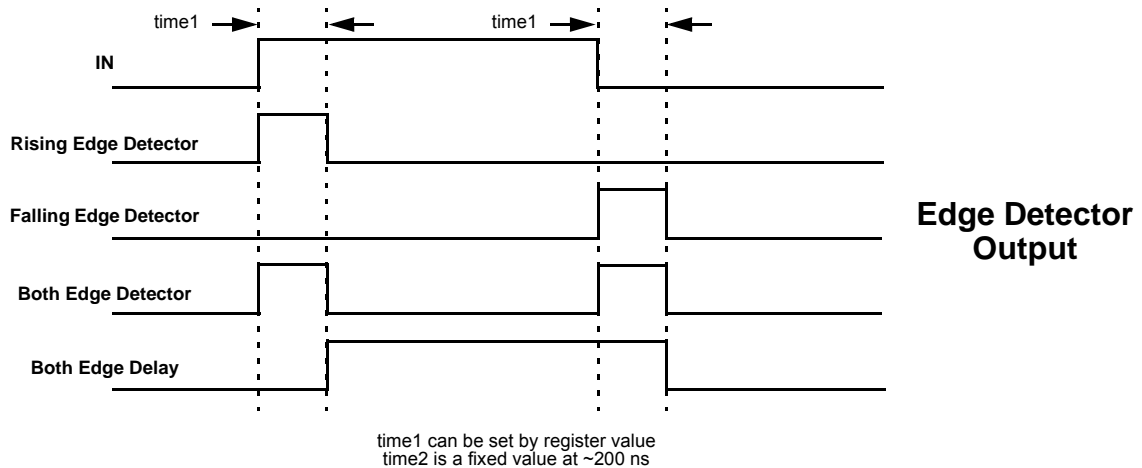 time1
time1
IN
Rising Edge Detector
Falling Edge Detector
Edge Detector
Output
Both Edge Detector
Both Edge Delay
time1 can be set by register value
time2 is a fixed value at ~200 ns